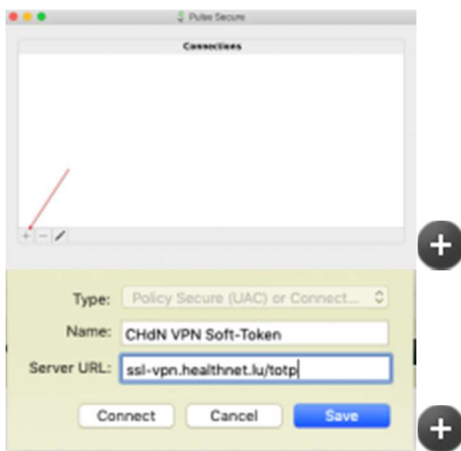 Pulse Secure
Connections
Type: Policy Secure (UAC) or Connect...
Name: CHdN VPN Soft-Token
Server URL: ssl-vpn.healthnet.lu/totp
Connect Cancel Save